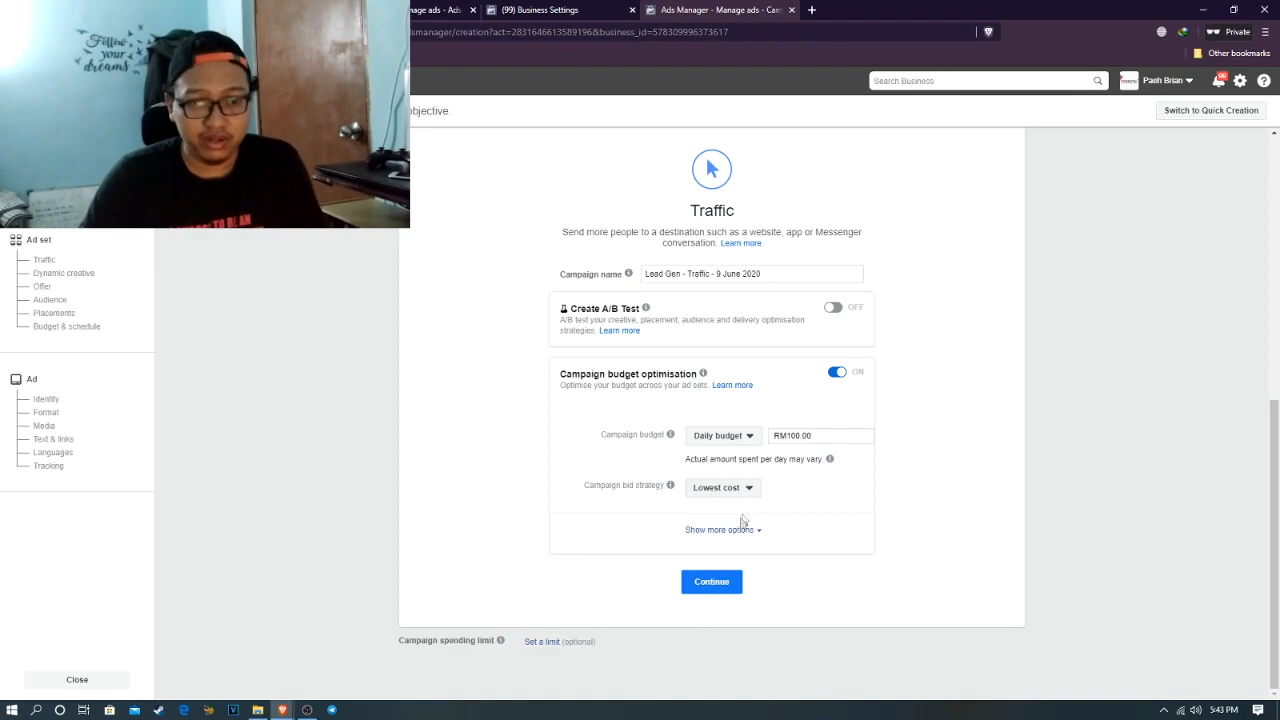 Follow
your
dreams
nage ads - Ads
(99) Business Settings
Ads Manager - Manage ads - Can
dsmanager/creation?act=2831646613589196&business_id=578309996373617
Private
Other bookmarks
Search Business
Paeh Brian
objective.
Switch to Quick Creation
Traffic
Send more people to a destination such as a website, app or Messenger
conversation. Learn more
Campaign name
Lead Gen - Traffic - 9 June 2020
Create A/B Test
OFF
A/B test your creative, placement, audience and delivery optimisation
strategies. Learn more
Campaign budget optimisation
ON
Optimise your budget across your ad sets. Learn more
Campaign budget
Daily budget
RM100.00
Actual amount spent per day may vary.
Campaign bid strategy
Lowest cost
Show more options
Continue
Campaign spending limit
Set a limit (optional)
Ad set
Traffic
Dynamic creative
Offer
Audience
Placements
Budget & schedule
Ad
Identity
Format
Media
Text & links
Languages
Tracking
Close
5:43 PM